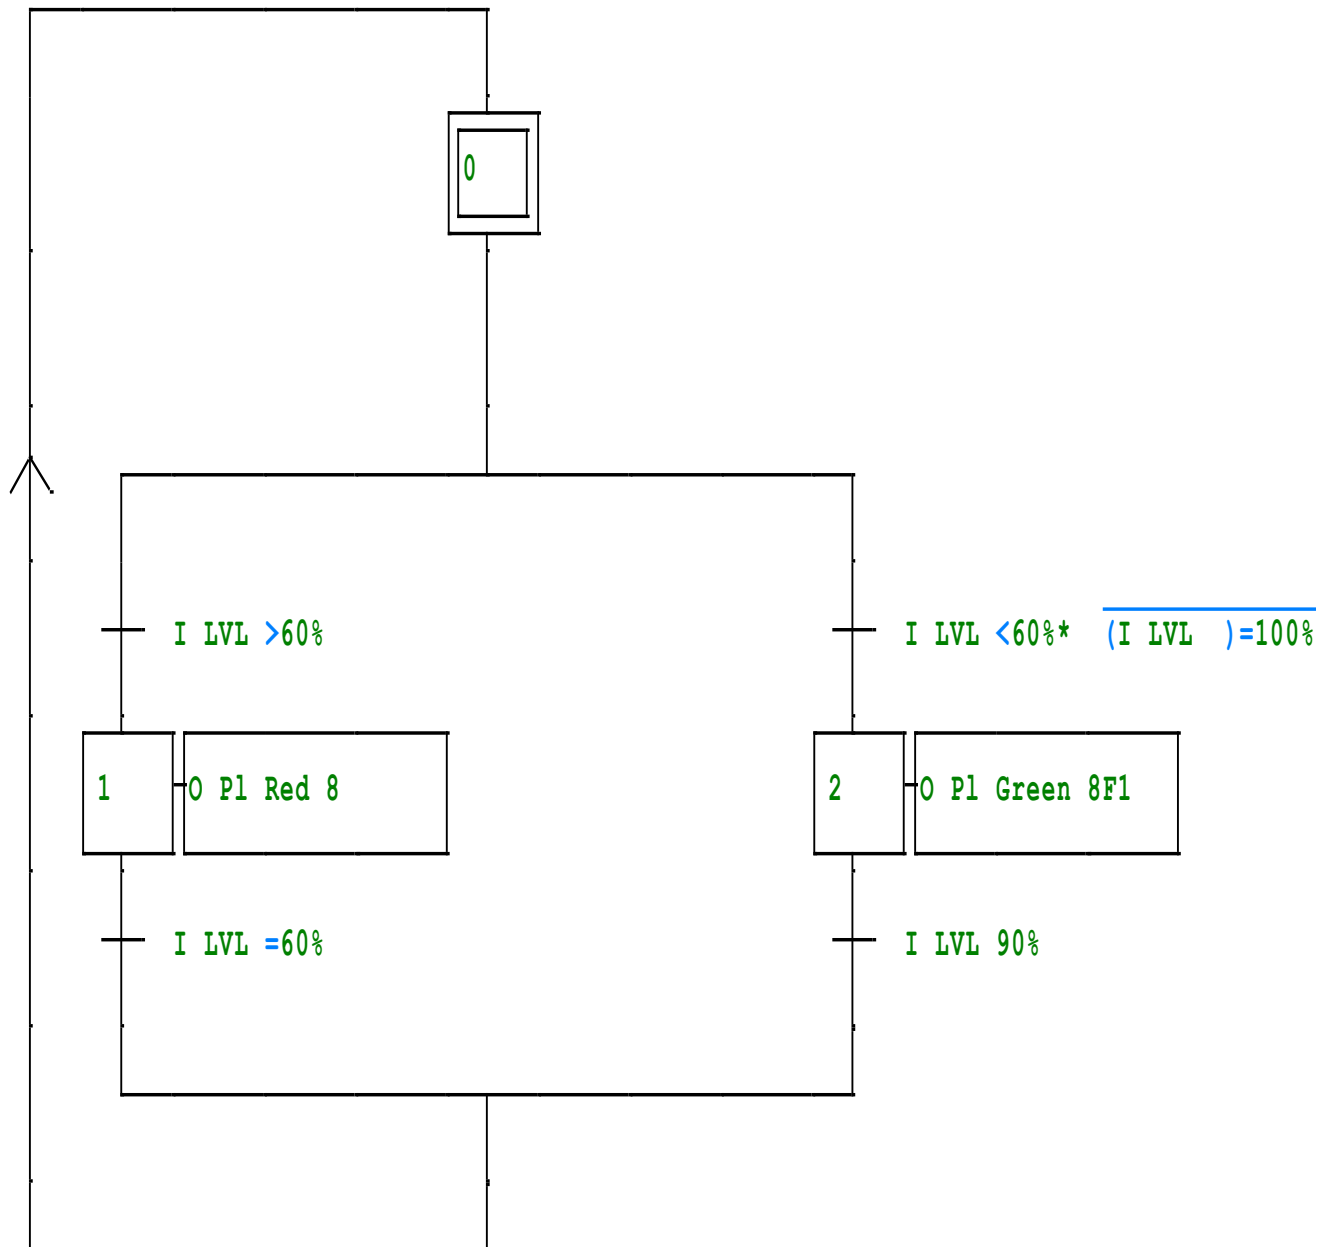 0
I LVL >60%
I LVL <60%* (I LVL )=100%
1 O Pl Red 8
2 O Pl Green 8F1
I LVL =60%
I LVL 90%